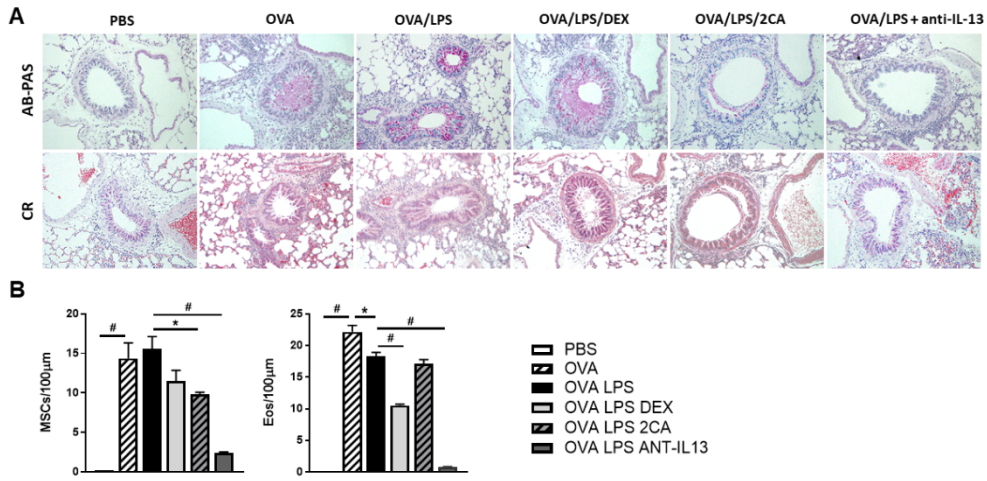 A
PBS
OVA
OVA/LPS
OVA/LPS/DEX
OVA/LPS/2CA
OVA/LPS + anti-IL-13
AB-PAS
CR
B
MSCs/100µm
20
15
10
5
0
#
*
#
Eos/100µm
25
20
15
10
5
0
#
*
#
#
PBS
OVA
OVA LPS
OVA LPS DEX
OVA LPS 2CA
OVA LPS ANT-IL13